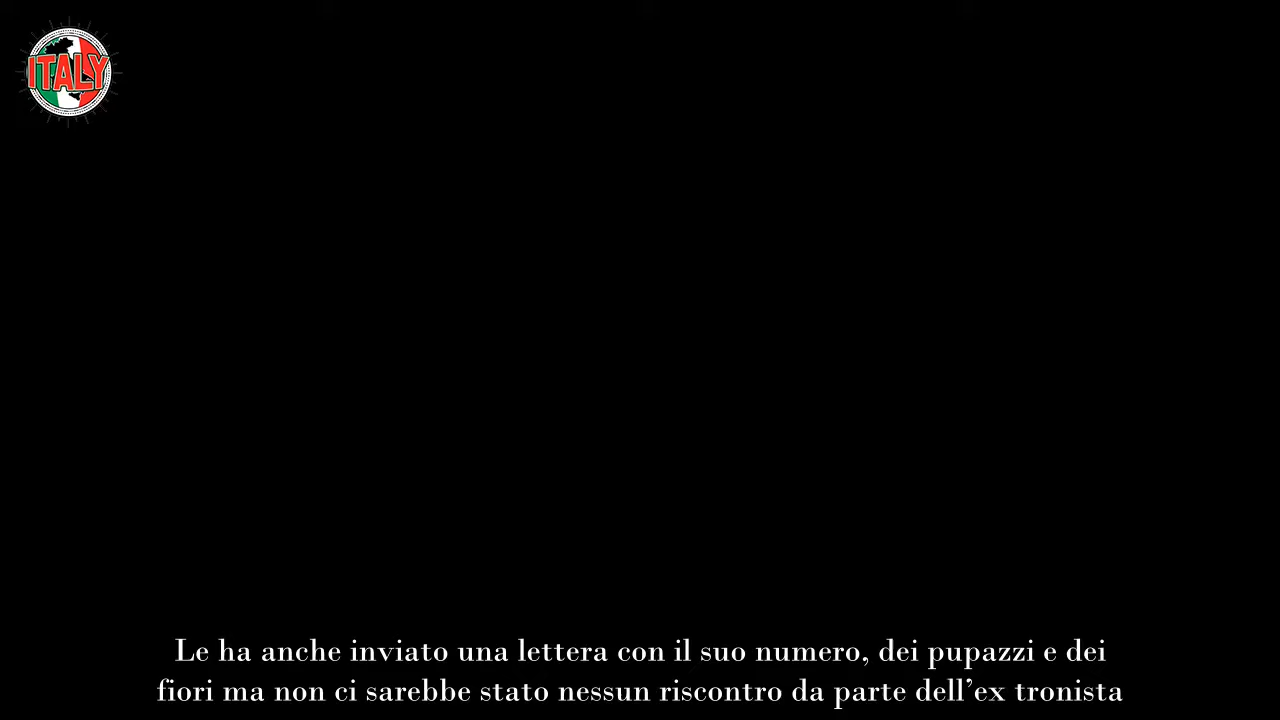 ITALY
Le ha anche inviato una lettera con il suo numero, dei pupazzi e dei
fiori ma non ci sarebbe stato nessun riscontro da parte dell’ex tronista